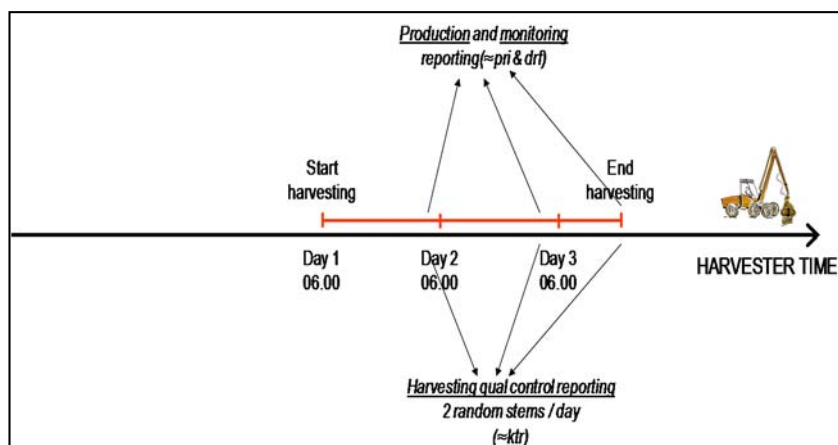 Production and monitoring
reporting(≈pri & drf)
Start
harvesting
End
harvesting
Day 1
06.00
Day 2
06.00
Day 3
06.00
HARVESTER TIME
Harvesting qual control reporting
2 random stems / day
(≈ktr)